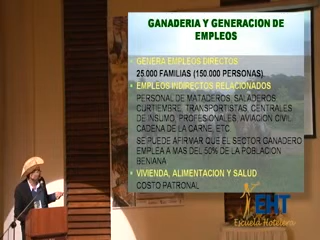 GANADERIA Y GENERACION DE
EMPLEOS
GENERA EMPLEOS DIRECTOS
25.000 FAMILIAS (150.000 PERSONAS)
EMPLEOS INDIRECTOS RELACIONADOS
PERSONAL DE MATADEROS, SALADEROS,
CURTIEMBRE, TRANSPORTISTAS, CENTRALES
DE INSUMO, PROFESIONALES, AVIACION CIVIL,
CADENA DE LA CARNE, ETC.
SE PUEDE AFIRMAR QUE EL SECTOR GANADERO
EMPLEA A MAS DEL 50% DE LA POBLACION
BENIANA
VIVIENDA, ALIMENTACION Y SALUD
COSTO PATRONAL
EHT
Escuela Hotelera